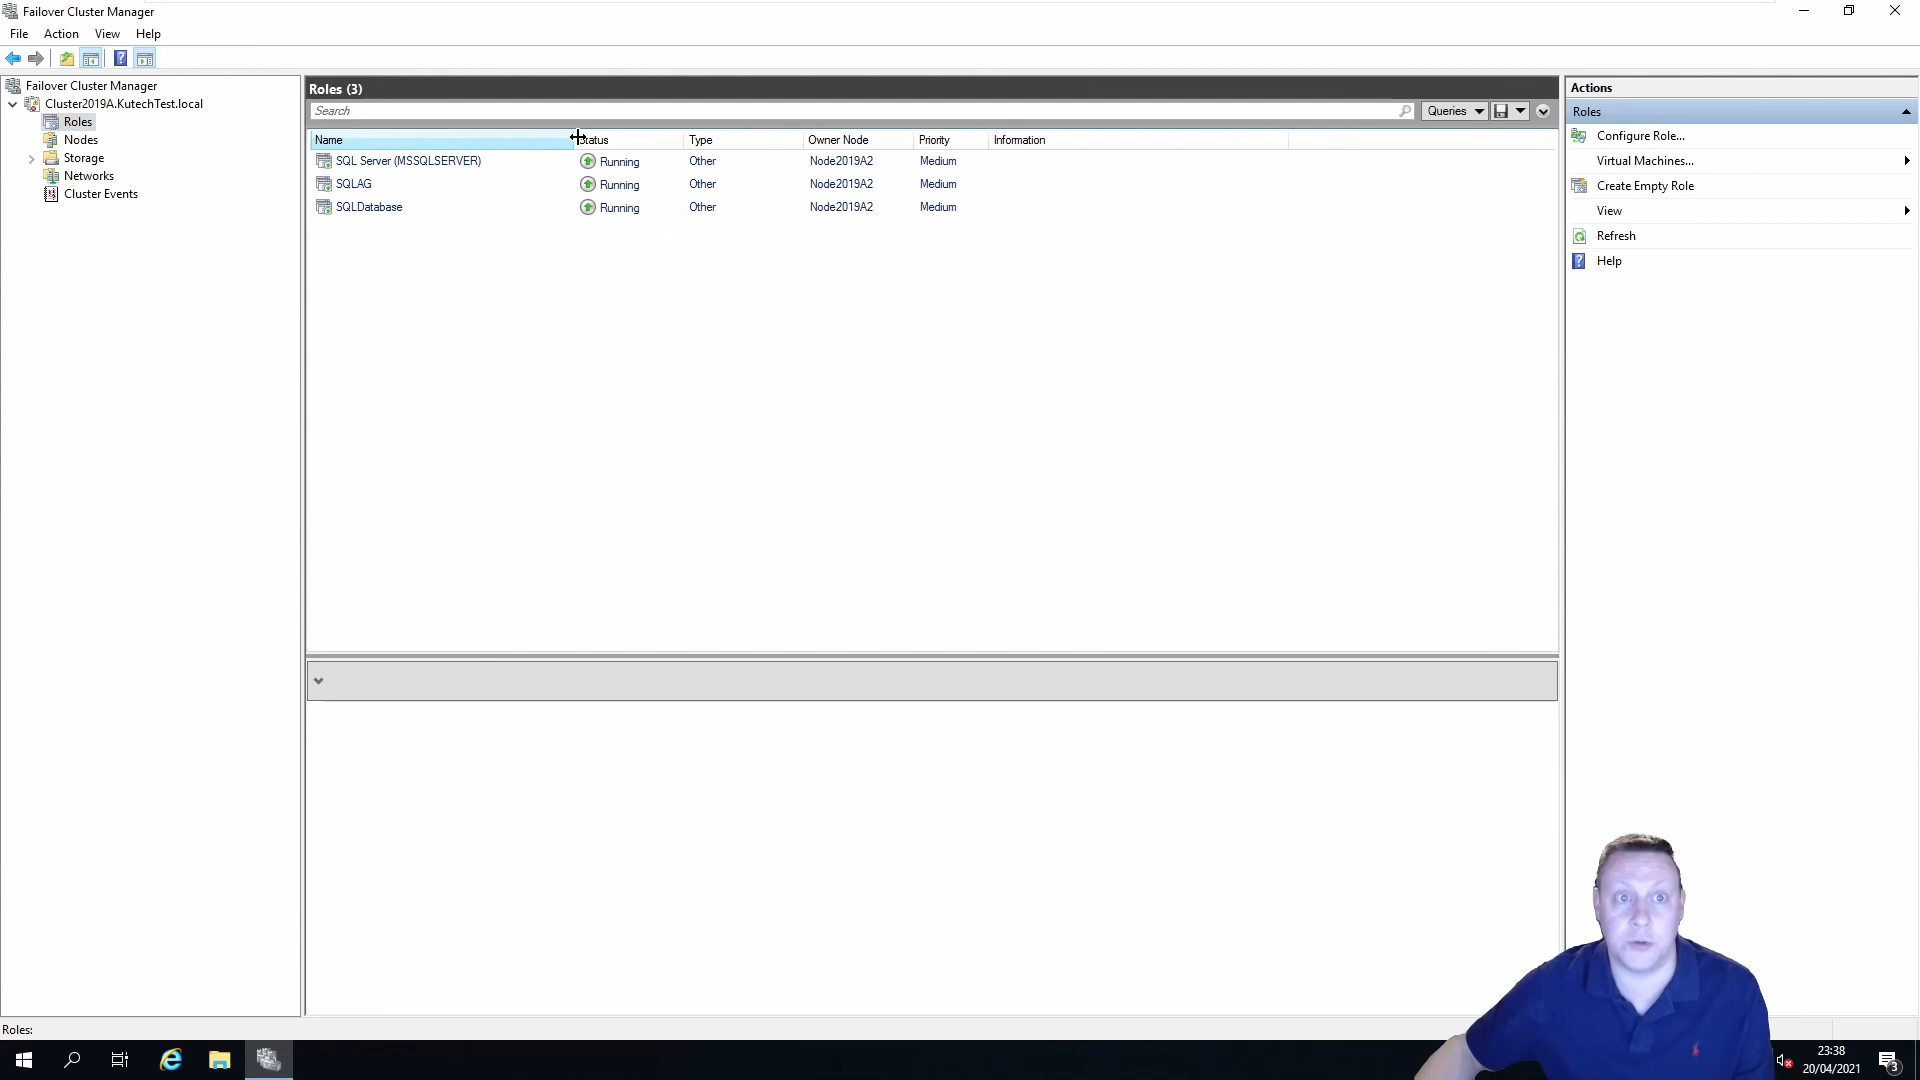 Failover Cluster Manager
File Action View Help
Failover Cluster Manager
Cluster2019A.KutechTest.local
Roles
Nodes
Storage
Networks
Cluster Events
Roles (3)
Search
Queries
Name Status Type Owner Node Priority Information
SQL Server (MSSQLSERVER) Running Other Node2019A2 Medium
SQLAG Running Other Node2019A2 Medium
SQLDatabase Running Other Node2019A2 Medium
Actions
Roles
Configure Role...
Virtual Machines...
Create Empty Role
View
Refresh
Help
Roles:
23:38
20/04/2021
3